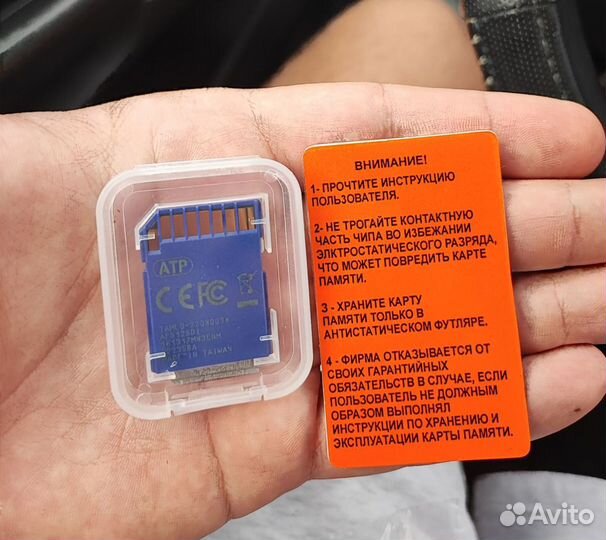 ATP
CE FC
MADE IN TAIWAN
ВНИМАНИЕ!
1- ПРОЧТИТЕ ИНСТРУКЦИЮ
ПОЛЬЗОВАТЕЛЯ.
2- НЕ ТРОГАЙТЕ КОНТАКТНУЮ
ЧАСТЬ ЧИПА ВО ИЗБЕЖАНИИ
ЭЛКТРОСТАТИЧЕСКОГО РАЗРЯДА,
ЧТО МОЖЕТ ПОВРЕДИТЬ КАРТЕ
ПАМЯТИ.
3 - ХРАНИТЕ КАРТУ
ПАМЯТИ ТОЛЬКО В
АНТИСТАТИЧЕСКОМ ФУТЛЯРЕ.
4 - ФИРМА ОТКАЗЫВАЕТСЯ ОТ
СВОИХ ГАРАНТИЙНЫХ
ОБЯЗАТЕЛЬСТВ В СЛУЧАЕ, ЕСЛИ
ПОЛЬЗОВАТЕЛЬ НЕ ДОЛЖНЫМ
ОБРАЗОМ ВЫПОЛНЯЛ
ИНСТРУКЦИИ ПО ХРАНЕНИЮ И
ЭКСПЛУАТАЦИИ КАРТЫ ПАМЯТИ.
Avito